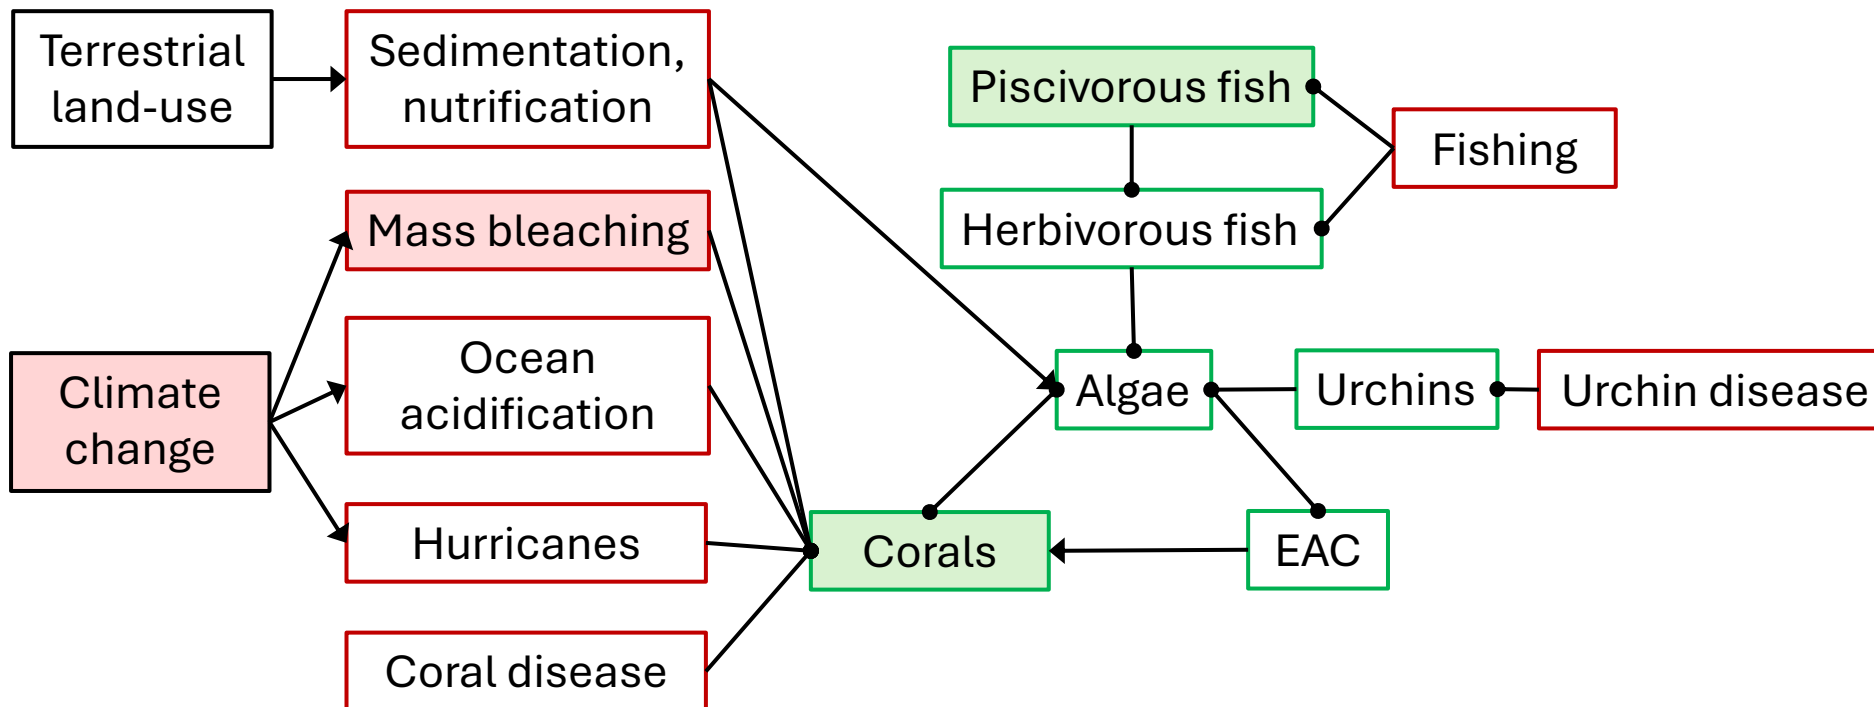 Terrestrial
land-use
Sedimentation,
nutrification
Piscivorous fish
Fishing
Mass bleaching
Herbivorous fish
Climate
change
Ocean
acidification
Algae
Urchins
Urchin disease
Hurricanes
Corals
EAC
Coral disease